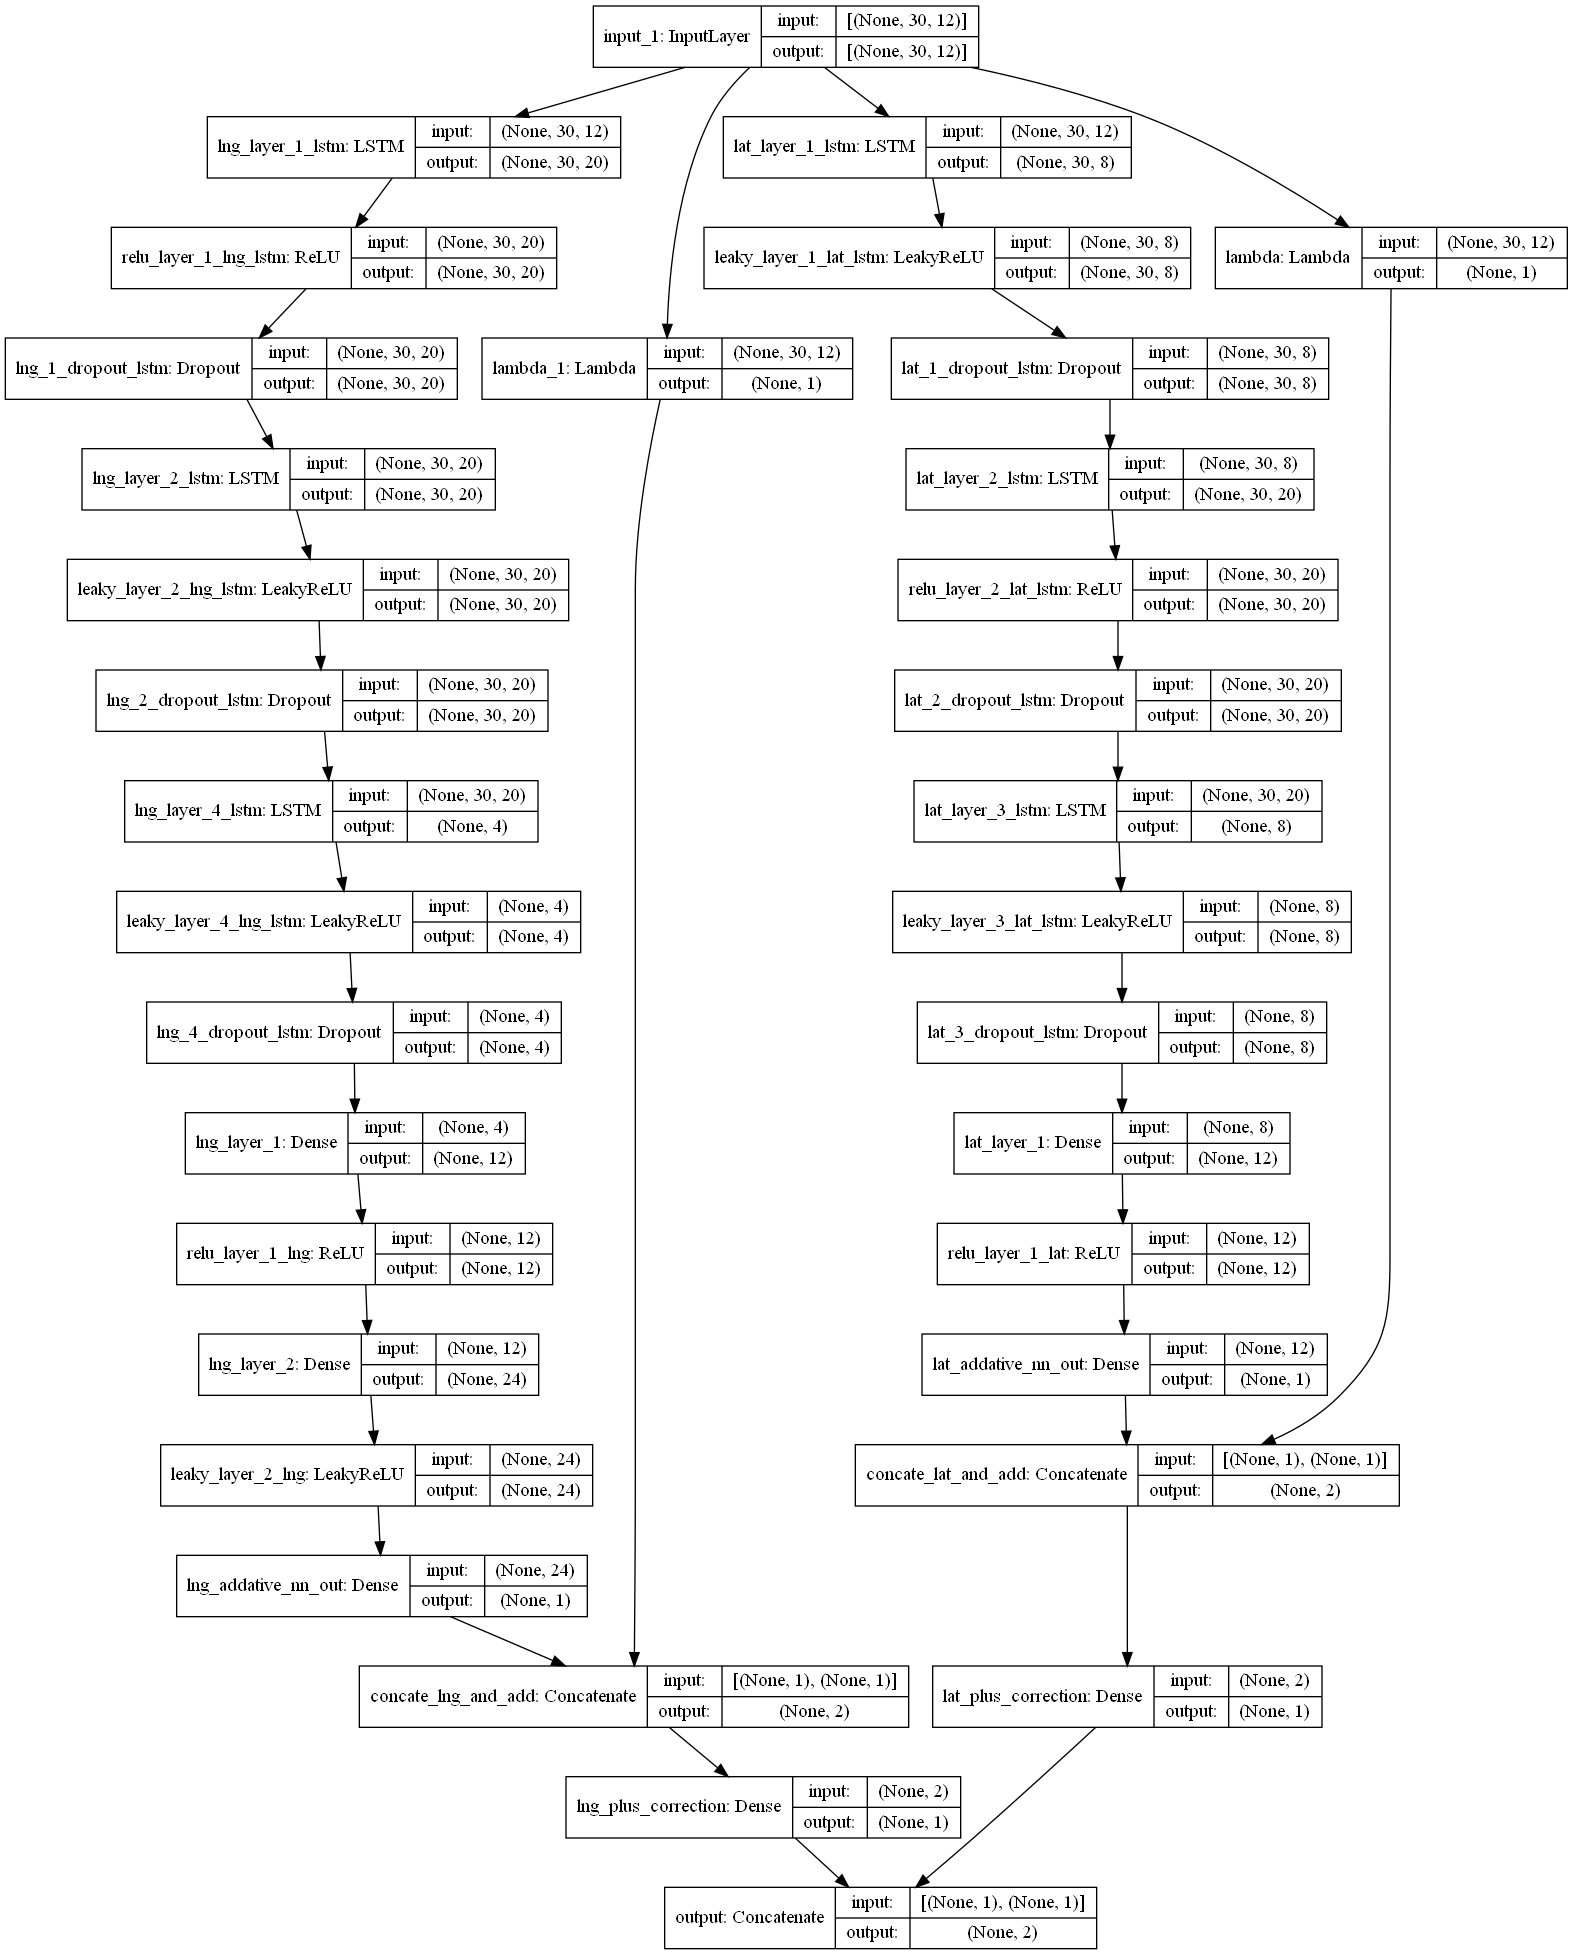 input_1: InputLayer
input:
[(None, 30, 12)]
output:
[(None, 30, 12)]
lng_layer_1_lstm: LSTM
input:
(None, 30, 12)
output:
(None, 30, 20)
lat_layer_1_lstm: LSTM
input:
(None, 30, 12)
output:
(None, 30, 8)
relu_layer_1_lng_lstm: ReLU
input:
(None, 30, 20)
output:
(None, 30, 20)
leaky_layer_1_lat_lstm: LeakyReLU
input:
(None, 30, 8)
output:
(None, 30, 8)
lambda: Lambda
input:
(None, 30, 12)
output:
(None, 1)
lng_1_dropout_lstm: Dropout
input:
(None, 30, 20)
output:
(None, 30, 20)
lambda_1: Lambda
input:
(None, 30, 12)
output:
(None, 1)
lat_1_dropout_lstm: Dropout
input:
(None, 30, 8)
output:
(None, 30, 8)
lng_layer_2_lstm: LSTM
input:
(None, 30, 20)
output:
(None, 30, 20)
lat_layer_2_lstm: LSTM
input:
(None, 30, 8)
output:
(None, 30, 20)
leaky_layer_2_lng_lstm: LeakyReLU
input:
(None, 30, 20)
output:
(None, 30, 20)
relu_layer_2_lat_lstm: ReLU
input:
(None, 30, 20)
output:
(None, 30, 20)
lng_2_dropout_lstm: Dropout
input:
(None, 30, 20)
output:
(None, 30, 20)
lat_2_dropout_lstm: Dropout
input:
(None, 30, 20)
output:
(None, 30, 20)
lng_layer_4_lstm: LSTM
input:
(None, 30, 20)
output:
(None, 4)
lat_layer_3_lstm: LSTM
input:
(None, 30, 20)
output:
(None, 8)
leaky_layer_4_lng_lstm: LeakyReLU
input:
(None, 4)
output:
(None, 4)
leaky_layer_3_lat_lstm: LeakyReLU
input:
(None, 8)
output:
(None, 8)
lng_4_dropout_lstm: Dropout
input:
(None, 4)
output:
(None, 4)
lat_3_dropout_lstm: Dropout
input:
(None, 8)
output:
(None, 8)
lng_layer_1: Dense
input:
(None, 4)
output:
(None, 12)
lat_layer_1: Dense
input:
(None, 8)
output:
(None, 12)
relu_layer_1_lng: ReLU
input:
(None, 12)
output:
(None, 12)
relu_layer_1_lat: ReLU
input:
(None, 12)
output:
(None, 12)
lng_layer_2: Dense
input:
(None, 12)
output:
(None, 24)
lat_addative_nn_out: Dense
input:
(None, 12)
output:
(None, 1)
leaky_layer_2_lng: LeakyReLU
input:
(None, 24)
output:
(None, 24)
concate_lat_and_add: Concatenate
input:
[(None, 1), (None, 1)]
output:
(None, 2)
lng_addative_nn_out: Dense
input:
(None, 24)
output:
(None, 1)
concate_lng_and_add: Concatenate
input:
[(None, 1), (None, 1)]
output:
(None, 2)
lat_plus_correction: Dense
input:
(None, 2)
output:
(None, 1)
lng_plus_correction: Dense
input:
(None, 2)
output:
(None, 1)
output: Concatenate
input:
[(None, 1), (None, 1)]
output:
(None, 2)